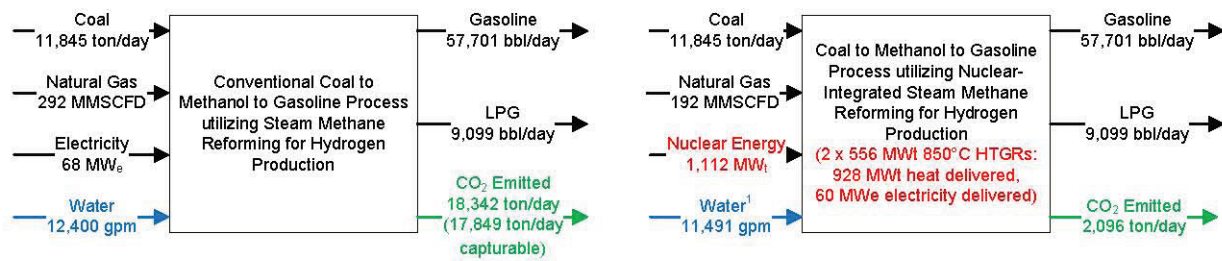 Coal
11,845 ton/day
Natural Gas
292 MMSCFD
Electricity
68 MWe
Water
12,400 gpm
Conventional Coal to
Methanol to Gasoline Process
utilizing Steam Methane
Reforming for Hydrogen
Production
Gasoline
57,701 bbl/day
LPG
9,099 bbl/day
CO₂ Emitted
18,342 ton/day
(17,849 ton/day
capturable)
Coal
11,845 ton/day
Natural Gas
192 MMSCFD
Nuclear Energy
1,112 MWt
Water¹
11,491 gpm
Coal to Methanol to Gasoline
Process utilizing Nuclear-
Integrated Steam Methane
Reforming for Hydrogen
Production
(2 x 556 MWt 850°C HTGRs:
928 MWt heat delivered,
60 MWe electricity delivered)
Gasoline
57,701 bbl/day
LPG
9,099 bbl/day
CO₂ Emitted
2,096 ton/day